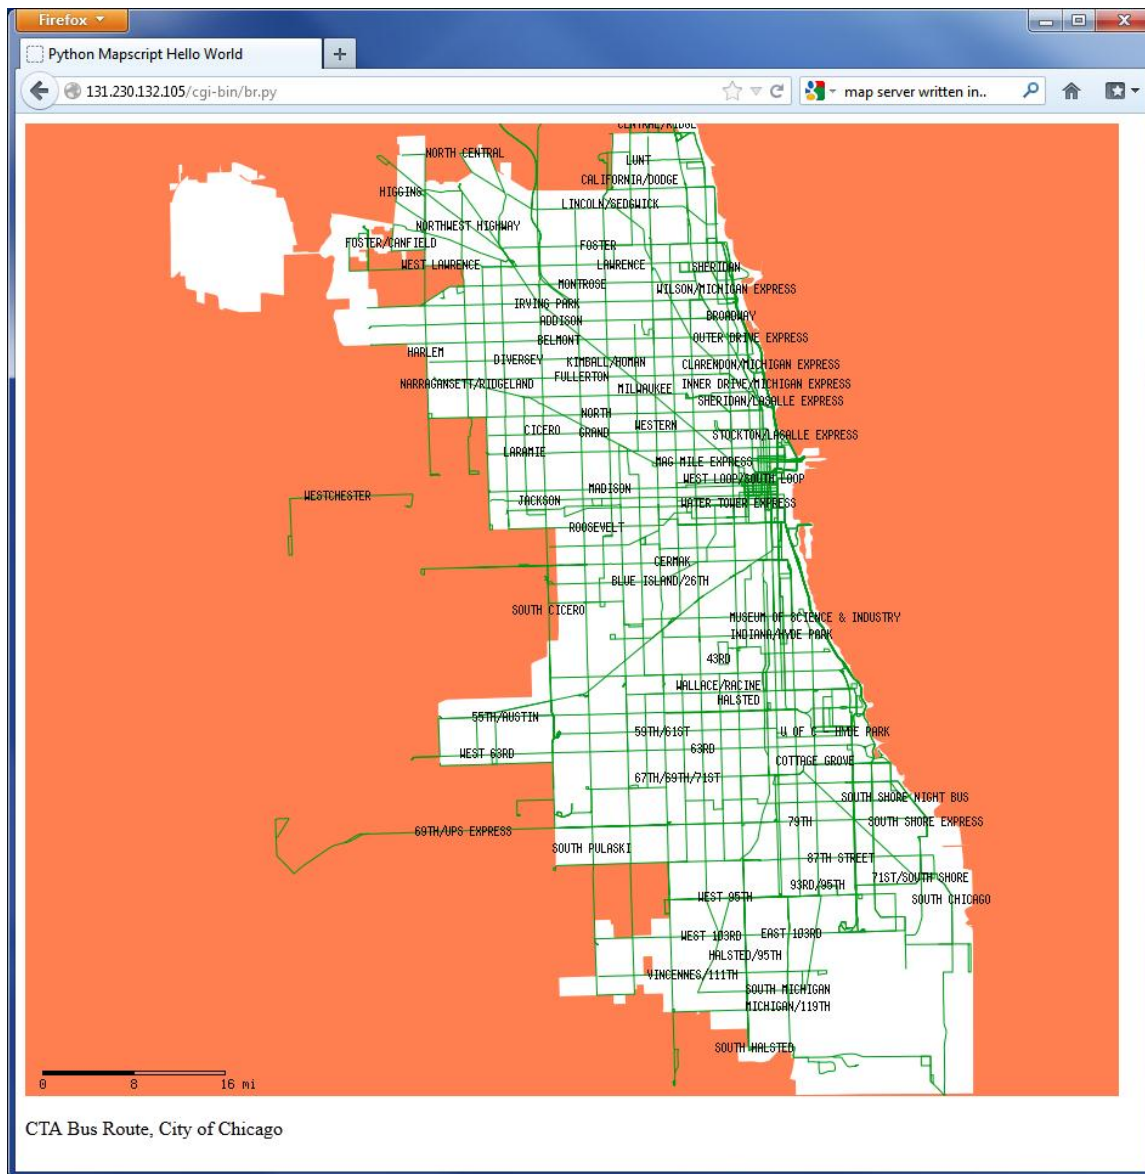 Firefox
Python Mapscript Hello World
131.230.132.105/cgi-bin/br.py
map server written in..
CENTRAL/RIDGE
NORTH CENTRAL
LUNT
CALIFORNIA/DODGE
HIGGINS
LINCOLN/SEDGWICK
NORTHWEST HIGHWAY
FOSTER/CANFIELD
FOSTER
WEST LAWRENCE
LAWRENCE
SHERIDAN
MONTROSE
WILSON/MICHIGAN EXPRESS
IRVING PARK
BROADWAY
ADDISON
BELMONT
OUTER DRIVE EXPRESS
HARLEM
DIVERSEY
KIMBALL/HOMAN
CLARENDON/MICHIGAN EXPRESS
FULLERTON
NARRAGANSETT/RIDGELAND
MILWAUKEE
INNER DRIVE/MICHIGAN EXPRESS
SHERIDAN/LASALLE EXPRESS
NORTH
WESTERN
CICERO
GRAND
STOCKTON/LASALLE EXPRESS
LARAMIE
MAG MILE EXPRESS
WEST LOOP/SOUTH LOOP
MADISON
WESTCHESTER
JACKSON
WATER TOWER EXPRESS
ROOSEVELT
CERMAK
BLUE ISLAND/26TH
SOUTH CICERO
MUSEUM OF SCIENCE & INDUSTRY
INDIANA/HYDE PARK
43RD
WALLACE/RACINE
HALSTED
55TH/AUSTIN
59TH/61ST
U OF C - HYDE PARK
WEST 63RD
63RD
COTTAGE GROVE
67TH/69TH/71ST
SOUTH SHORE NIGHT BUS
79TH
SOUTH SHORE EXPRESS
69TH/UPS EXPRESS
SOUTH PULASKI
87TH STREET
71ST/SOUTH SHORE
93RD/95TH
WEST 95TH
SOUTH CHICAGO
WEST 103RD
EAST 103RD
HALSTED/95TH
VINCENNES/111TH
SOUTH MICHIGAN
MICHIGAN/119TH
SOUTH HALSTED
0 8 16 mi
CTA Bus Route, City of Chicago